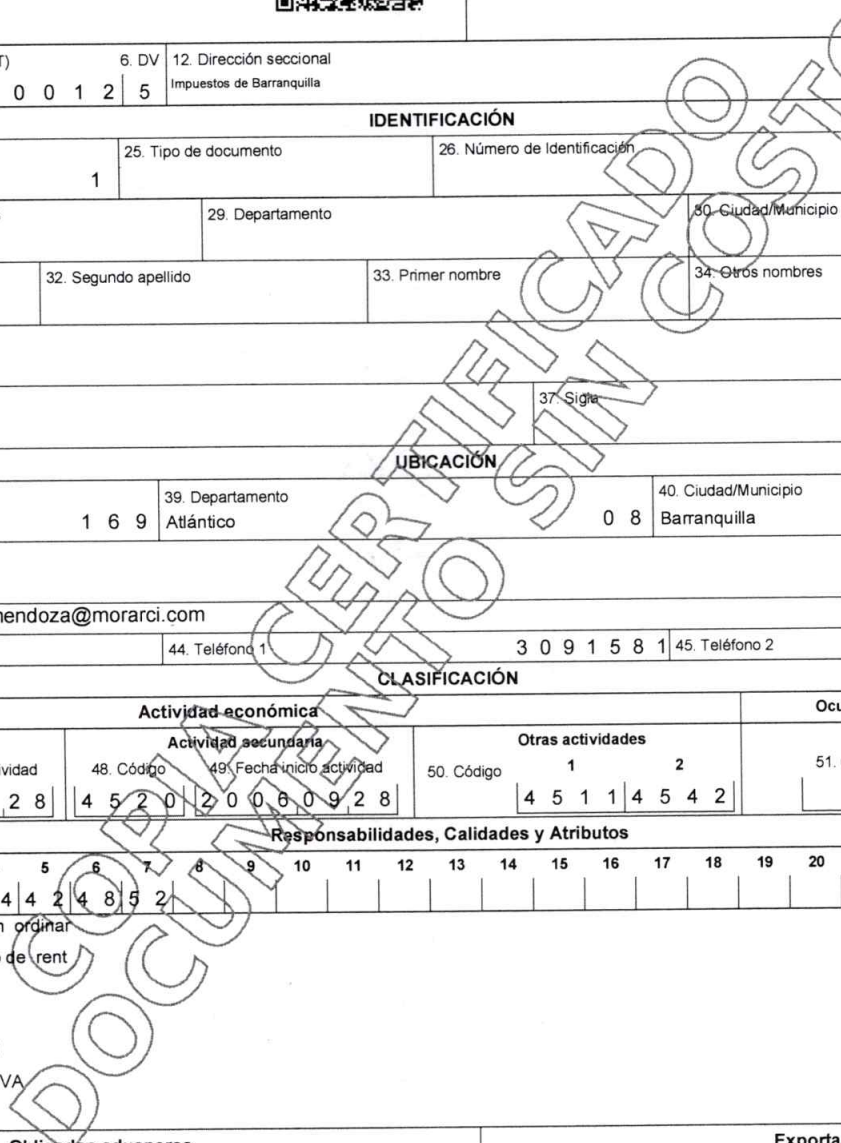 T) 6. DV 12. Dirección seccional
0 0 1 2 5 Impuestos de Barranquilla
IDENTIFICACIÓN
25. Tipo de documento 26. Número de Identificación
1
29. Departamento 30. Ciudad/Municipio
32. Segundo apellido 33. Primer nombre 34. Otros nombres
37. Sigla
UBICACIÓN
39. Departamento 40. Ciudad/Municipio
1 6 9 Atlántico 0 8 Barranquilla
mendoza@morarci.com
44. Teléfono 1 3 0 9 1 5 8 1 45. Teléfono 2
CLASIFICACIÓN
Actividad económica Ocu
Actividad secundaria Otras actividades
vidad 48. Código 49. Fecha inicio actividad 50. Código 1 2 51.
2 8 4 5 2 0 2 0 0 6 0 9 2 8 4 5 1 1 4 5 4 2
Responsabilidades, Calidades y Atributos
5 6 7 8 9 10 11 12 13 14 15 16 17 18 19 20
4 4 2 4 8 5 2
n ordinar
de rent
VA
Exporta
COPIA CERTIFICADO
DOCUMENTO SIN COSTO